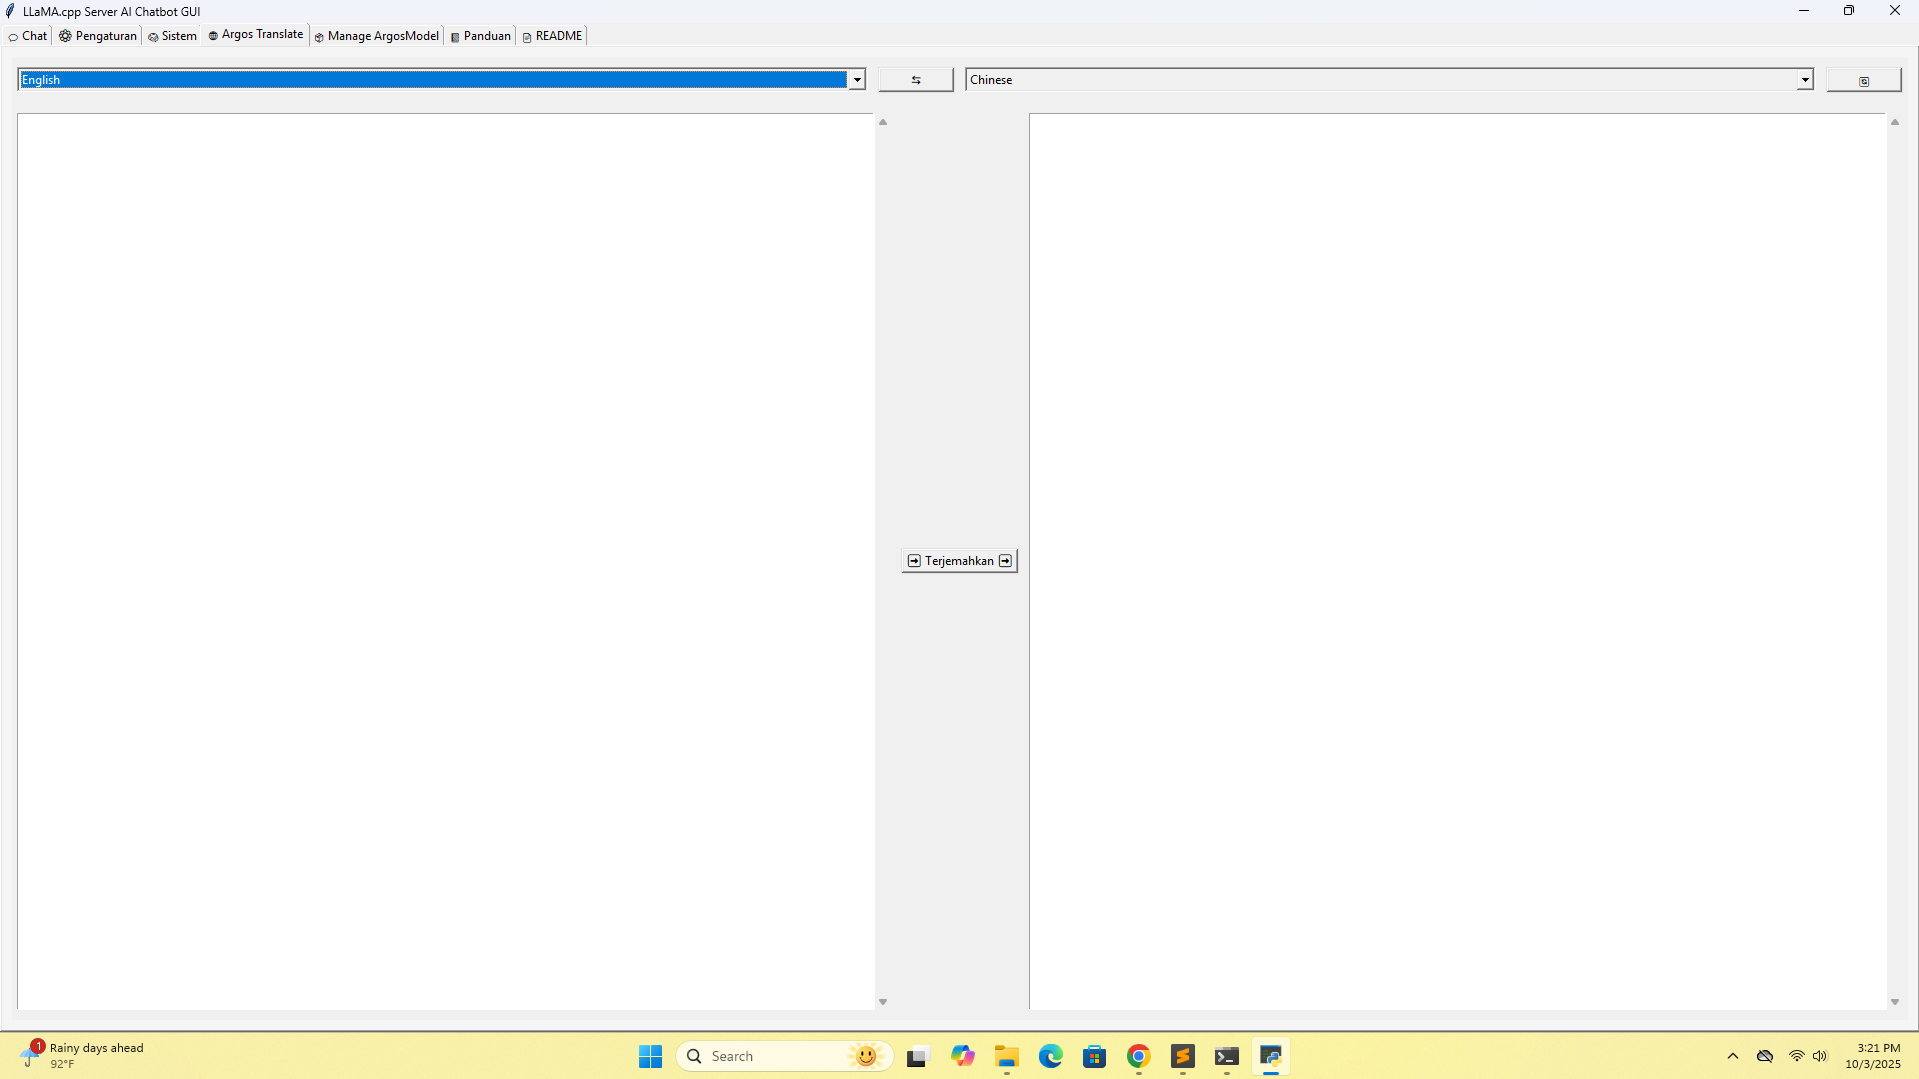 LLaMA.cpp Server AI Chatbot GUI
Chat Pengaturan Sistem Argos Translate Manage ArgosModel Panduan README
English ⇆ Chinese
Terjemahkan
1 Rainy days ahead
92°F
Search
3:21 PM
10/3/2025